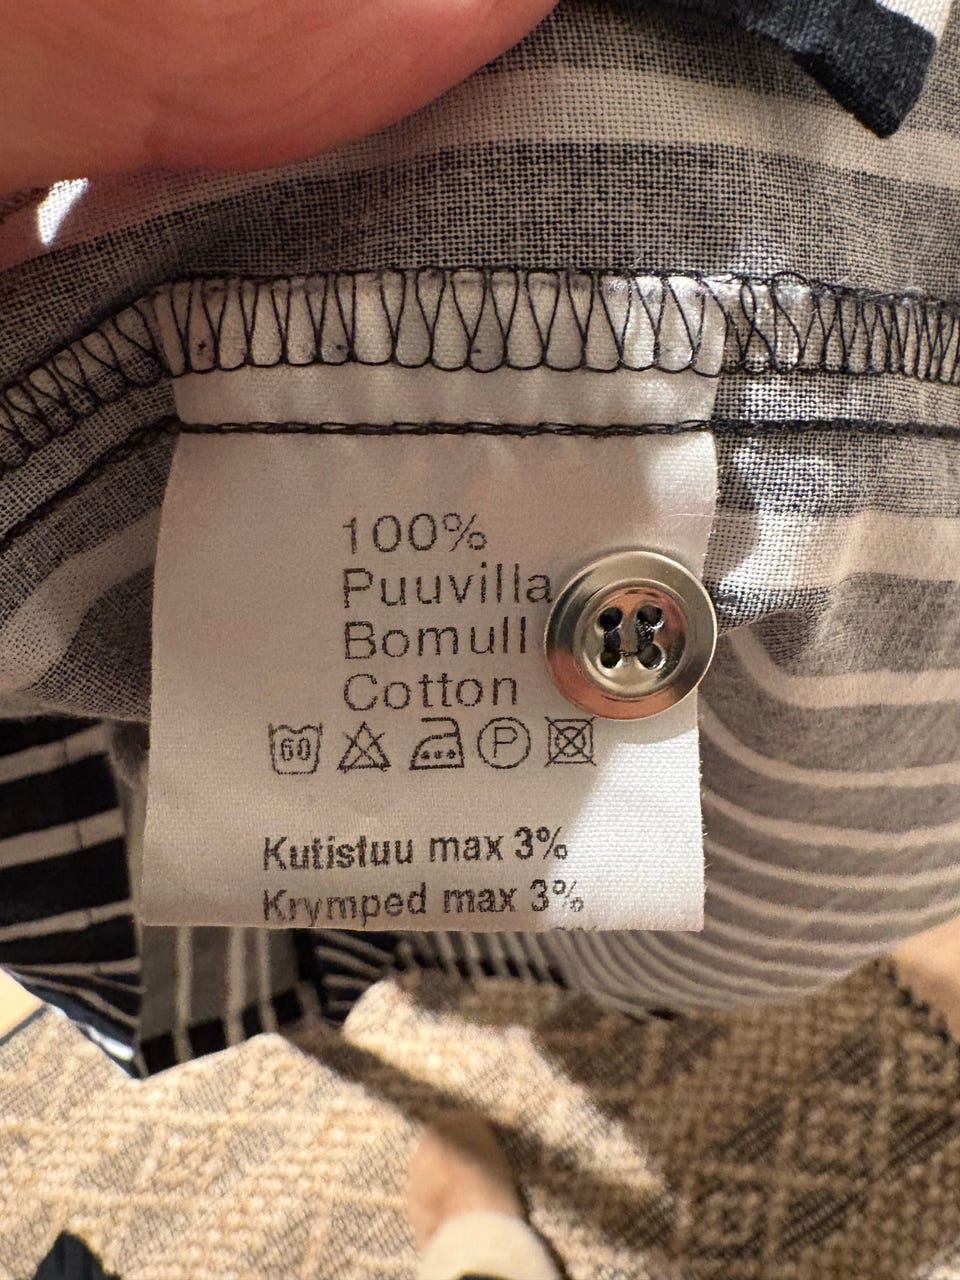 100%
Puuvilla
Bomull
Cotton
60 P
Kutistuu max 3%
Krymped max 3%